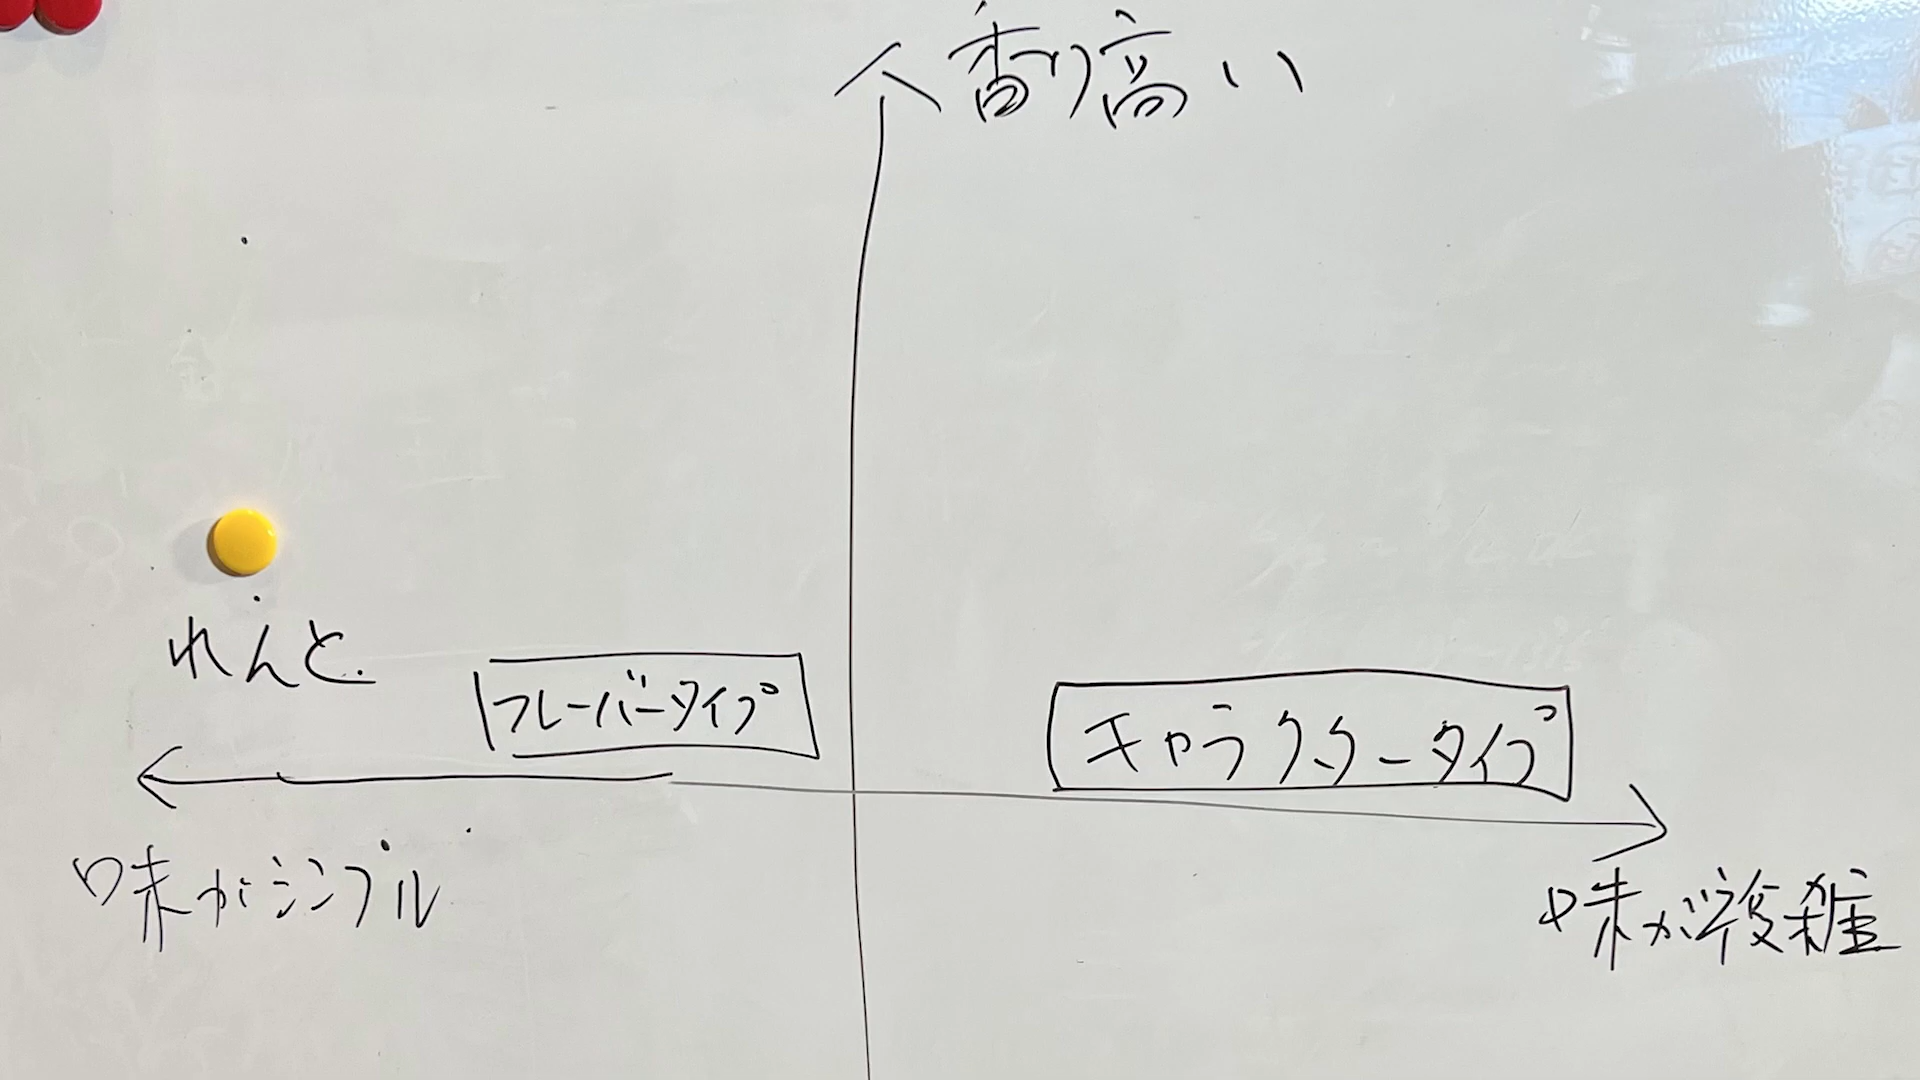 香り高い
れんと
フレーバータイプ
キャラクタータイプ
味がシンプル
味が複雑